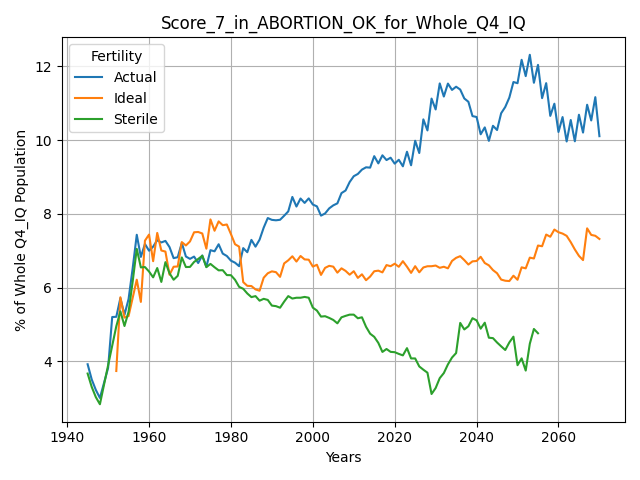 Score_7_in_ABORTION_OK_for_Whole_Q4_IQ
Fertility
Actual
Ideal
Sterile
% of Whole Q4_IQ Population
12
10
8
6
4
1940
1960
1980
2000
2020
2040
2060
Years